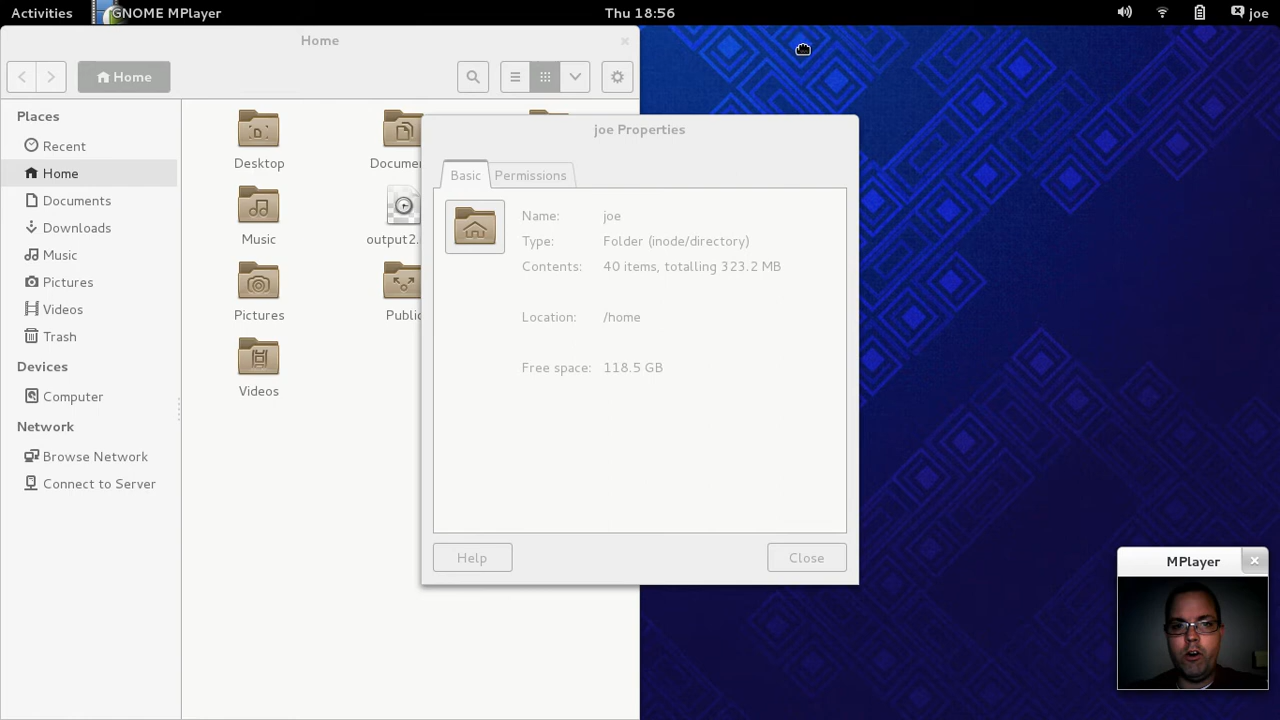 Activities GNOME MPlayer Thu 18:56 joe
Home
Home
Places
Recent
Home
Documents
Downloads
Music
Pictures
Videos
Trash
Devices
Computer
Network
Browse Network
Connect to Server
Desktop
Docume
Music
output2.
Pictures
Public
Videos
joe Properties
Basic Permissions
Name: joe
Type: Folder (inode/directory)
Contents: 40 items, totalling 323.2 MB
Location: /home
Free space: 118.5 GB
Help Close
MPlayer